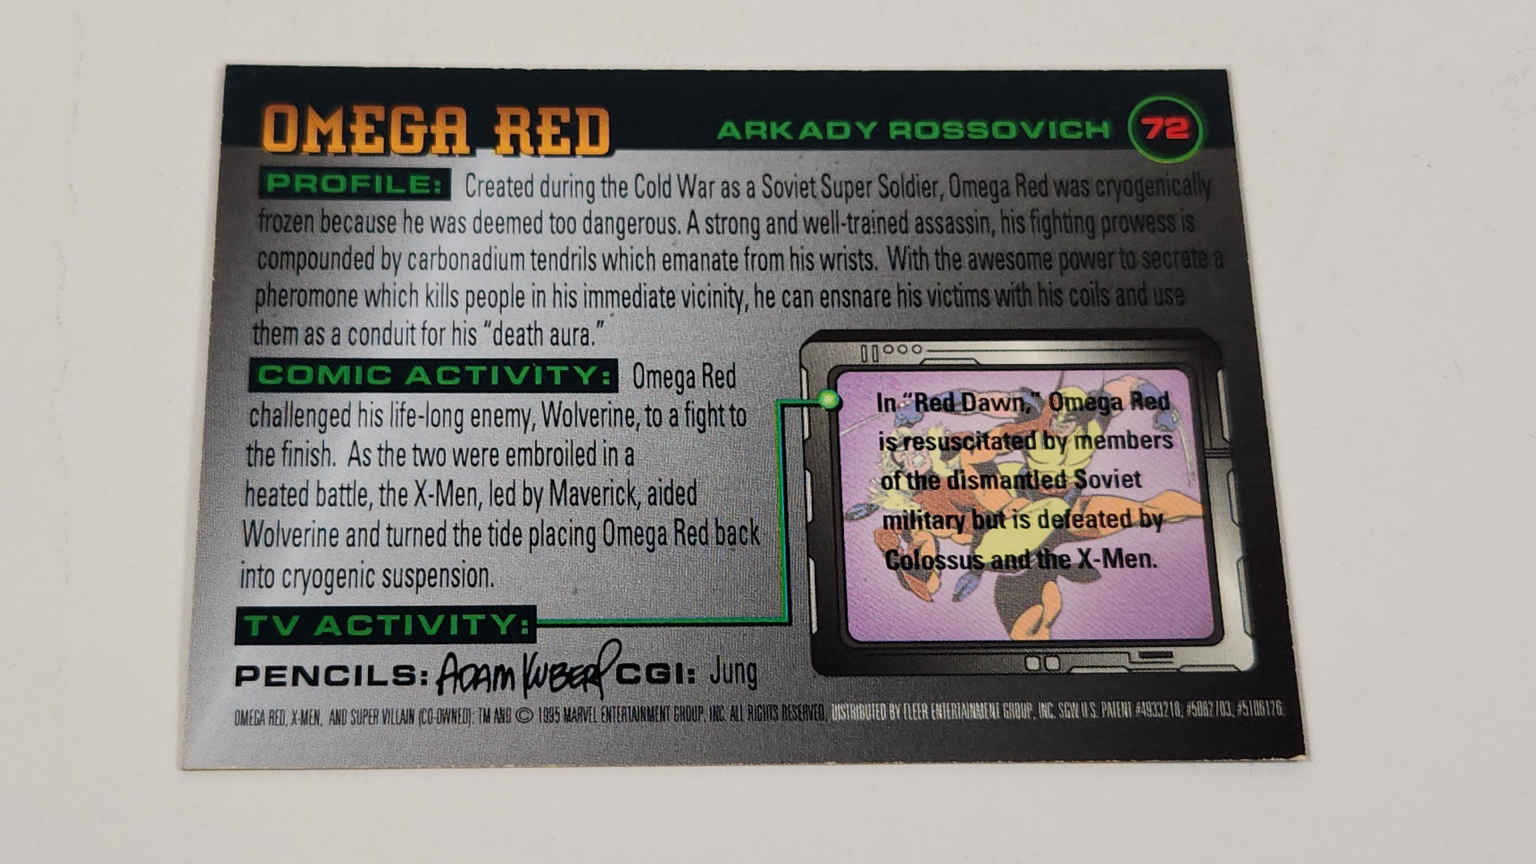 OMEGA RED
ARKADY ROSSOVICH 72
PROFILE: Created during the Cold War as a Soviet Super Soldier, Omega Red was cryogenically
frozen because he was deemed too dangerous. A strong and well-trained assassin, his fighting prowess is
compounded by carbonadium tendrils which emanate from his wrists. With the awesome power to secrete a
pheromone which kills people in his immediate vicinity, he can ensnare his victims with his coils and use
them as a conduit for his "death aura."
COMIC ACTIVITY: Omega Red
challenged his life-long enemy, Wolverine, to a fight to
the finish. As the two were embroiled in a
heated battle, the X-Men, led by Maverick, aided
Wolverine and turned the tide placing Omega Red back
into cryogenic suspension.
TV ACTIVITY:
In "Red Dawn," Omega Red
is resuscitated by members
of the dismantled Soviet
military but is defeated by
Colossus and the X-Men.
PENCILS: ADAM KUBERT CGI: Jung
OMEGA RED, X-MEN, AND SUPER VILLAIN (CO-OWNED): TM AND © 1995 MARVEL ENTERTAINMENT GROUP, INC. ALL RIGHTS RESERVED. DISTRIBUTED BY FLEER ENTERTAINMENT GROUP, INC. SGW U.S. PATENT #4933218, #5082703, #5106126